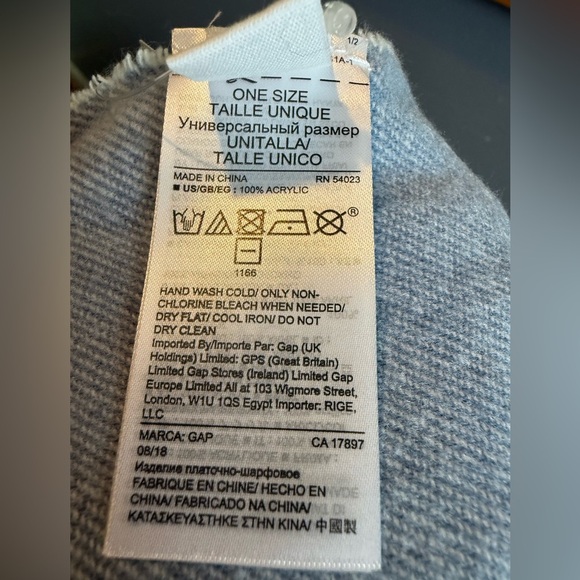 1/2
1A-1
ONE SIZE
TAILLE UNIQUE
Универсальный размер
UNITALLA/
TALLE UNICO
MADE IN CHINA RN 54023
■ US/GB/EG : 100% ACRYLIC
®
1166
HAND WASH COLD/ ONLY NON-
CHLORINE BLEACH WHEN NEEDED/
DRY FLAT/ COOL IRON/ DO NOT
DRY CLEAN
Imported By/Importe Par: Gap (UK
Holdings) Limited: GPS (Great Britain)
Limited Gap Stores (Ireland) Limited Gap
Europe Limited All at 103 Wigmore Street,
London, W1U 1QS Egypt Importer: RIGE,
LLC
MARCA: GAP CA 17897
08/18
Изделие платочно-шарфовое
FABRIQUE EN CHINE/ HECHO EN
CHINA/ FABRICADO NA CHINA/
ΚΑΤΑΣΚΕΥΑΣΤΗΚΕ ΣΤΗΝ ΚΙΝΑ/ 中國製